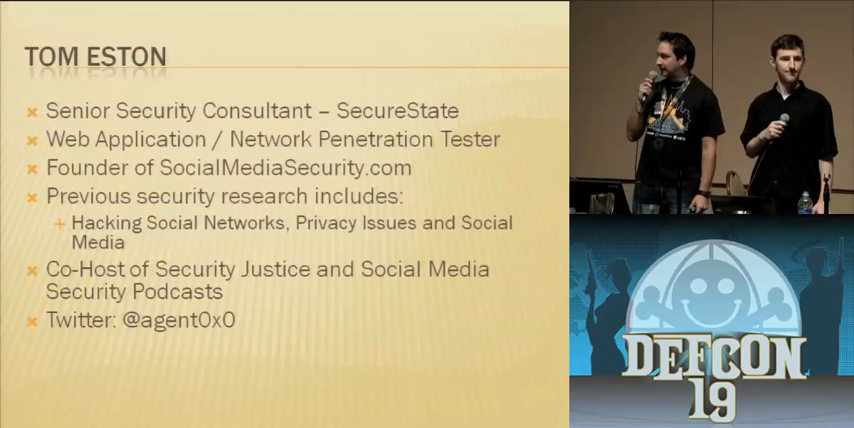 TOM ESTON
Senior Security Consultant – SecureState
Web Application / Network Penetration Tester
Founder of SocialMediaSecurity.com
Previous security research includes:
Hacking Social Networks, Privacy Issues and Social
Media
Co-Host of Security Justice and Social Media
Security Podcasts
Twitter: @agent0x0
DEFCON
19